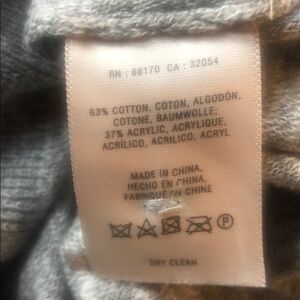 RN : 66170 CA : 32054
63% COTTON, COTON, ALGODÓN,
COTONE, BAUMWOLLE;
37% ACRYLIC, ACRYLIQUE,
ACRÍLICO, ACRILICO, ACRYL
MADE IN CHINA,
HECHO EN CHINA,
FABRIQUÉ EN CHINE
P
DRY CLEAN